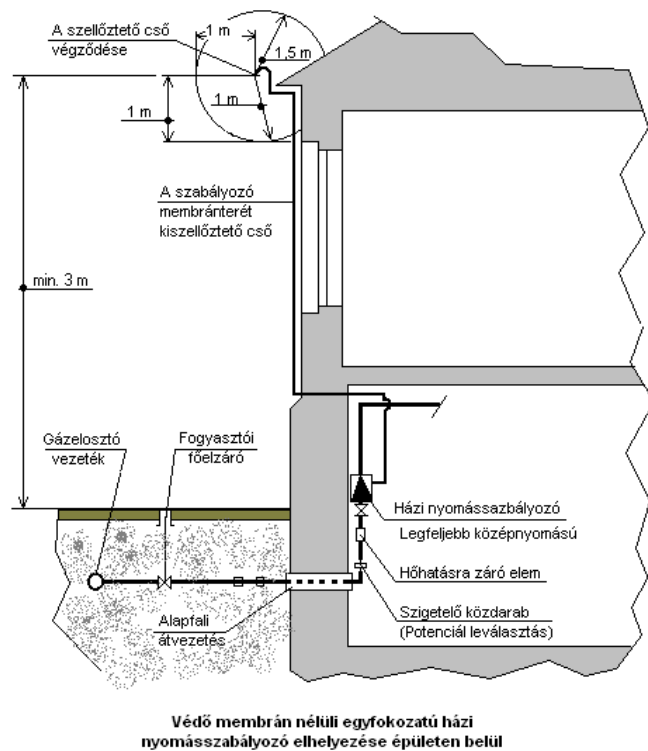 A szellőztető cső
végződése
1 m
1,5 m
1 m
1 m
A szabályozó
membránterét
kiszellőztető cső
min. 3 m
Gázelosztó
vezeték
Fogyasztói
főelzáró
Házi nyomássazbályozó
Legfeljebb középnyomású
Hőhatásra záró elem
Szigetelő közdarab
(Potenciál leválasztás)
Alapfali
átvezetés
Védő membrán nélüli egyfokozatú házi
nyomásszabályozó elhelyezése épületen belül